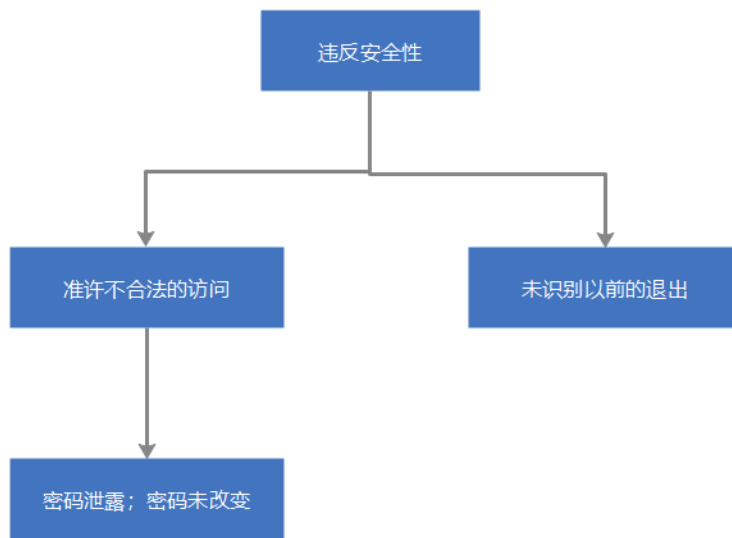 违反安全性
准许不合法的访问
未识别以前的退出
密码泄露；密码未改变